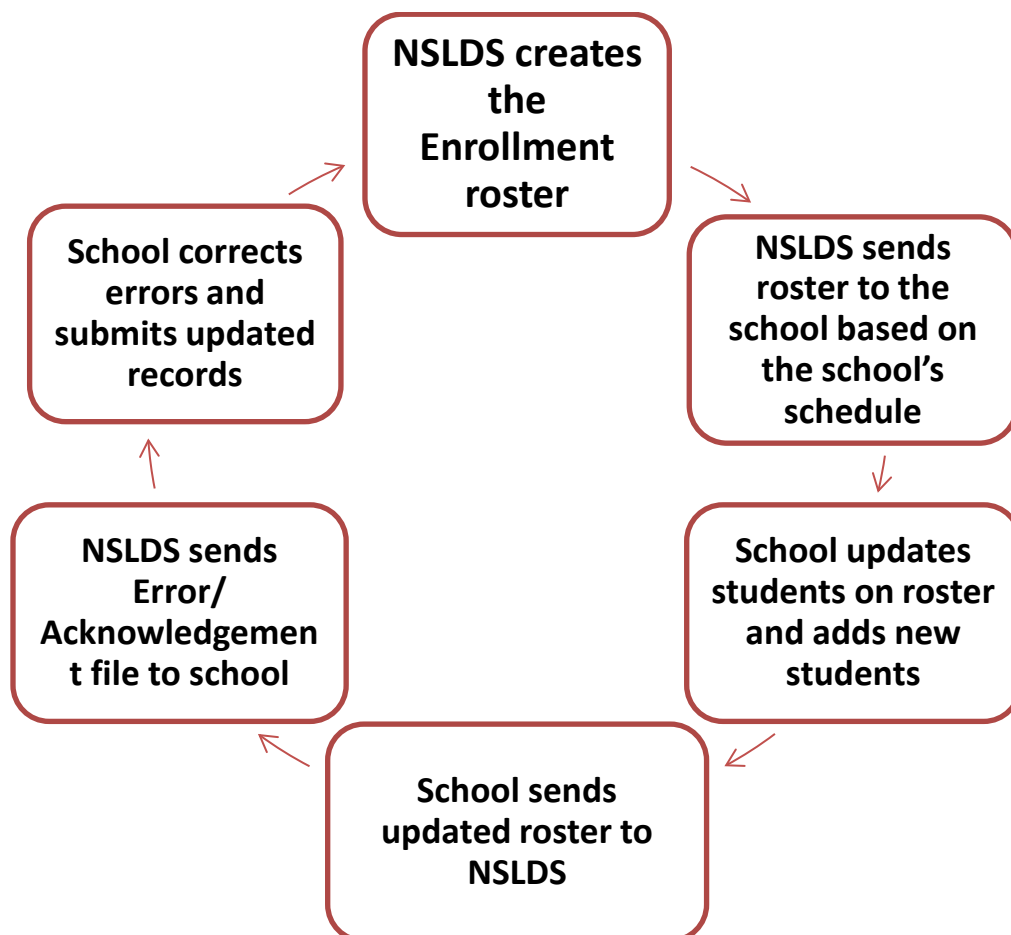 NSLDS creates
the
Enrollment
roster
NSLDS sends
roster to the
school based on
the school’s
schedule
School updates
students on roster
and adds new
students
School sends
updated roster to
NSLDS
NSLDS sends
Error/
Acknowledgemen
t file to school
School corrects
errors and
submits updated
records